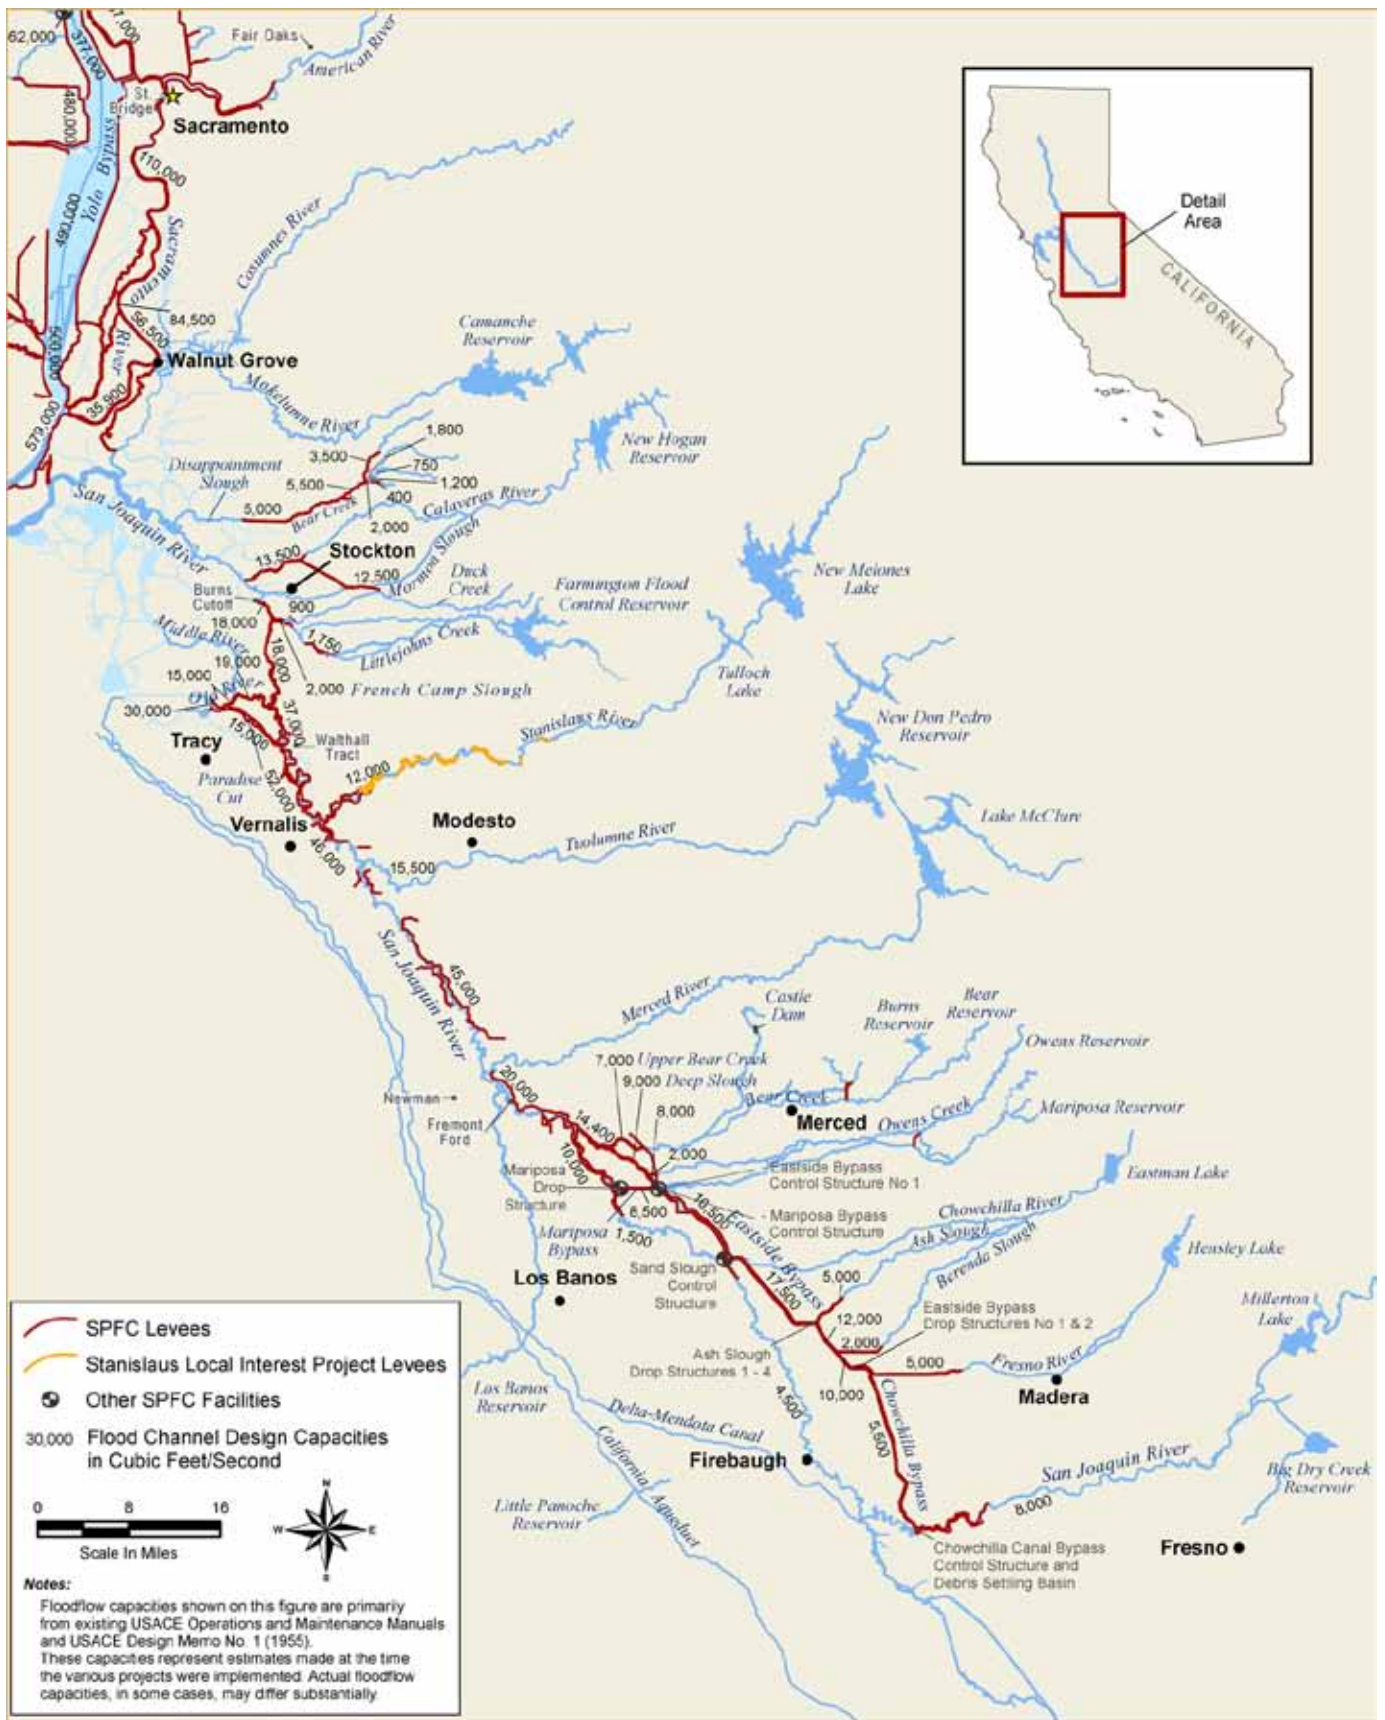 62,000
377,000
Fair Oaks
American River
480,000
St.
Bridge
Sacramento
Yolo Bypass
110,000
490,000
Sacramento
River
Cosumnes River
84,500
56,500
500,000
Walnut Grove
35,900
579,000
Camanche
Reservoir
Mokelumne River
New Hogan
Reservoir
1,800
3,500
750
1,200
400
Disappointment
Slough
5,500
5,000
Bear Creek
2,000
Calaveras River
San Joaquin River
13,500
Stockton
12,500
Mormon Slough
Duck
Creek
Farmington Flood
Control Reservoir
New Melones
Lake
Burns
Cutoff
900
18,000
Middle River
1,750
Littlejohns Creek
18,000
19,000
15,000
Old River
2,000 French Camp Slough
Tulloch
Lake
30,000
37,000
15,000
Walthall
Tract
Stanislaus River
New Don Pedro
Reservoir
Tracy
Paradise
Cut
52,000
12,000
Vernalis
46,000
Modesto
Tuolumne River
15,500
Lake McClure
San Joaquin River
45,000
Merced River
Castle
Dam
Burns
Reservoir
Bear
Reservoir
Owens Reservoir
7,000 Upper Bear Creek
9,000 Deep Slough
20,000
Newman
Fremont
Ford
14,400
8,000
Bear Creek
Merced
Owens Creek
Mariposa Reservoir
10,000
2,000
Mariposa
Drop
Structure
Eastside Bypass
Control Structure No 1
Eastman Lake
8,500
16,500
Mariposa Bypass
Control Structure
Chowchilla River
Ash Slough
Berenda Slough
Mariposa
Bypass
1,500
Eastside Bypass
Hensley Lake
Los Banos
Sand Slough
Control
Structure
17,500
5,000
Eastside Bypass
Drop Structures No 1 & 2
Millerton
Lake
12,000
2,000
Ash Slough
Drop Structures 1 - 4
5,000
Fresno River
Madera
10,000
Los Banos
Reservoir
4,500
Delta-Mendota Canal
California Aqueduct
Chowchilla Bypass
5,500
Firebaugh
San Joaquin River
Big Dry Creek
Reservoir
Little Panoche
Reservoir
8,000
Chowchilla Canal Bypass
Control Structure and
Debris Settling Basin
Fresno
Detail
Area
CALIFORNIA
SPFC Levees
Stanislaus Local Interest Project Levees
Other SPFC Facilities
30,000 Flood Channel Design Capacities
in Cubic Feet/Second
0 8 16
Scale In Miles
N
W E
S
Notes:
Floodflow capacities shown on this figure are primarily
from existing USACE Operations and Maintenance Manuals
and USACE Design Memo No. 1 (1955).
These capacities represent estimates made at the time
the various projects were implemented. Actual floodflow
capacities, in some cases, may differ substantially.